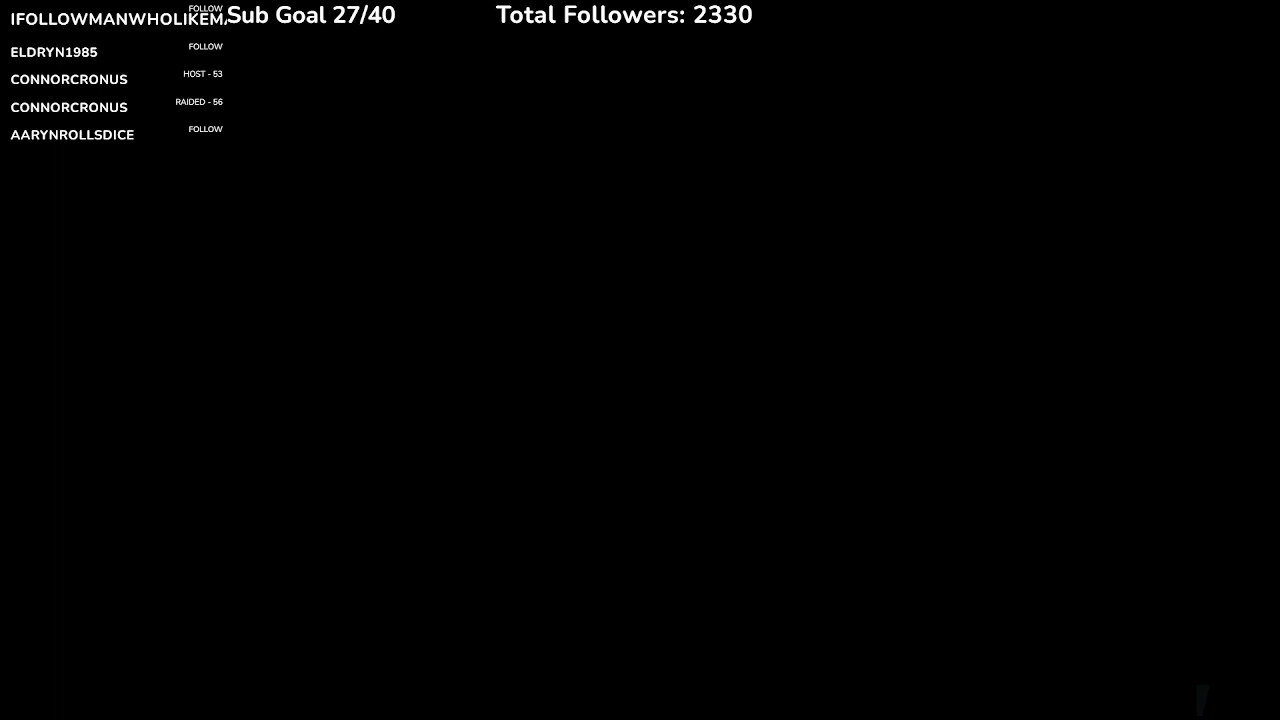 FOLLOW
IFOLLOWMANWHOLIKEM
Sub Goal 27/40
Total Followers: 2330
ELDRYN1985 FOLLOW
CONNORCRONUS HOST - 53
CONNORCRONUS RAIDED - 56
AARYNROLLSDICE FOLLOW